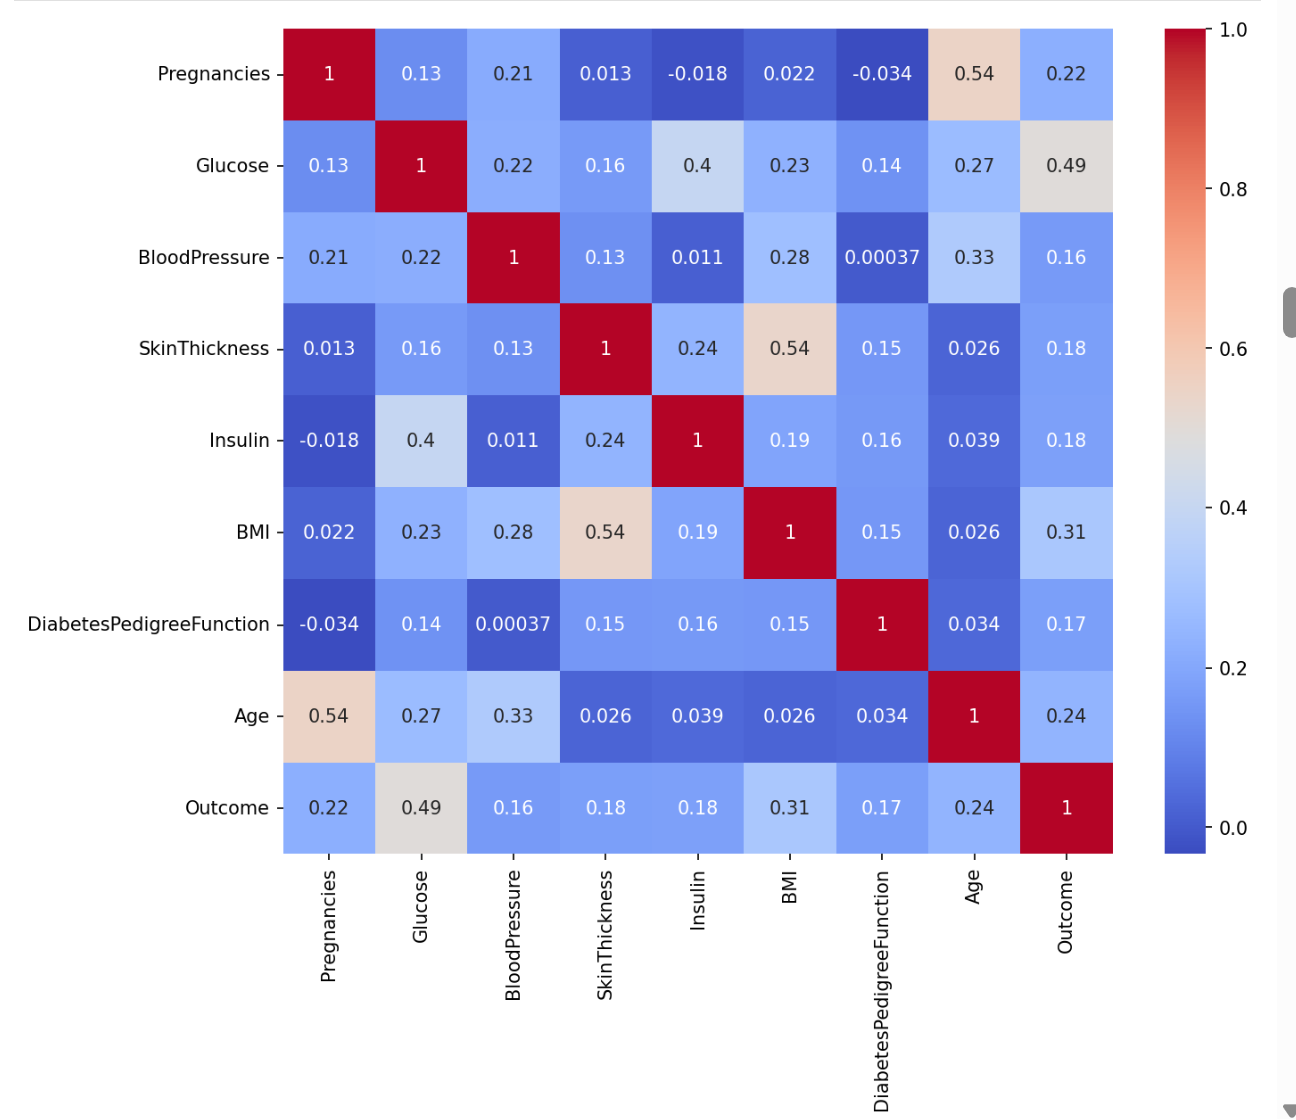 Pregnancies 1 0.13 0.21 0.013 -0.018 0.022 -0.034 0.54 0.22
Glucose 0.13 1 0.22 0.16 0.4 0.23 0.14 0.27 0.49
BloodPressure 0.21 0.22 1 0.13 0.011 0.28 0.00037 0.33 0.16
SkinThickness 0.013 0.16 0.13 1 0.24 0.54 0.15 0.026 0.18
Insulin -0.018 0.4 0.011 0.24 1 0.19 0.16 0.039 0.18
BMI 0.022 0.23 0.28 0.54 0.19 1 0.15 0.026 0.31
DiabetesPedigreeFunction -0.034 0.14 0.00037 0.15 0.16 0.15 1 0.034 0.17
Age 0.54 0.27 0.33 0.026 0.039 0.026 0.034 1 0.24
Outcome 0.22 0.49 0.16 0.18 0.18 0.31 0.17 0.24 1
Pregnancies
Glucose
BloodPressure
SkinThickness
Insulin
BMI
DiabetesPedigreeFunction
Age
Outcome
1.0
0.8
0.6
0.4
0.2
0.0